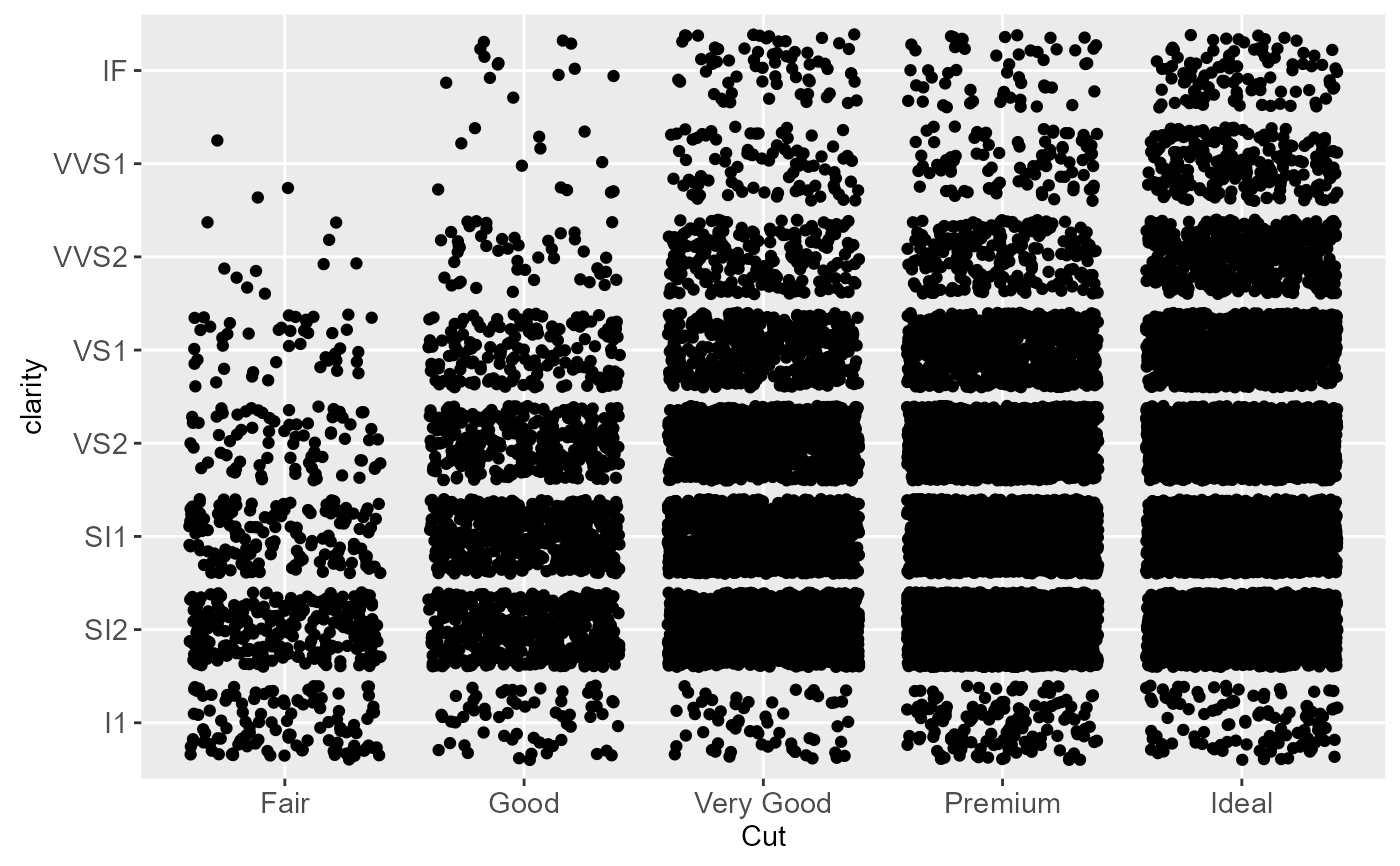 IF
VVS1
VVS2
VS1
VS2
SI1
SI2
I1
clarity
Fair Good Very Good Premium Ideal
Cut